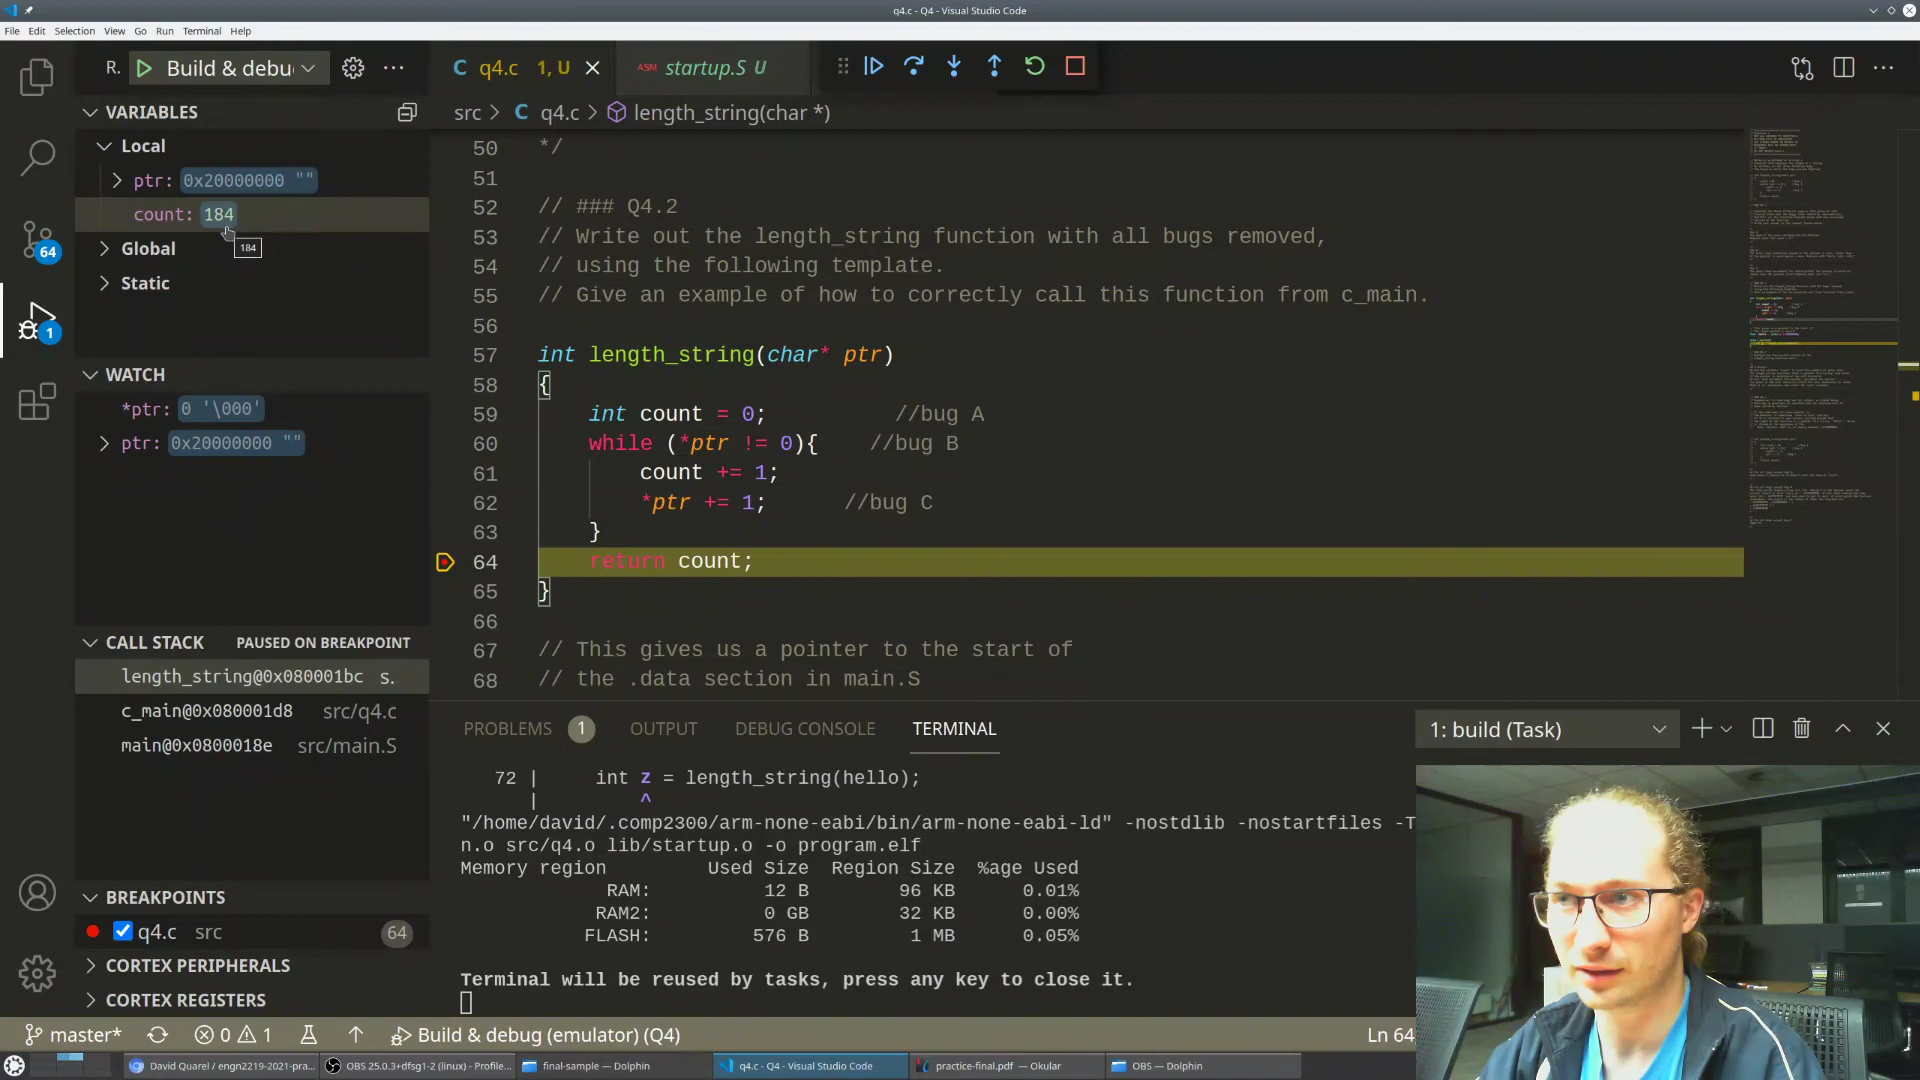 q4.c - Q4 - Visual Studio Code
File Edit Selection View Go Run Terminal Help
R. Build & debu
C q4.c 1, U
ASM startup.S U
VARIABLES
src > C q4.c > length_string(char *)
Local
ptr: 0x20000000 ""
count: 184
184
Global
Static
WATCH
*ptr: 0 '\000'
ptr: 0x20000000 ""
CALL STACK PAUSED ON BREAKPOINT
length_string@0x080001bc s.
c_main@0x080001d8 src/q4.c
main@0x0800018e src/main.S
BREAKPOINTS
q4.c src 64
CORTEX PERIPHERALS
CORTEX REGISTERS
64
1
50 */
51
52 // ### Q4.2
53 // Write out the length_string function with all bugs removed,
54 // using the following template.
55 // Give an example of how to correctly call this function from c_main.
56
57 int length_string(char* ptr)
58 {
59 int count = 0; //bug A
60 while (*ptr != 0){ //bug B
61 count += 1;
62 *ptr += 1; //bug C
63 }
64 return count;
65 }
66
67 // This gives us a pointer to the start of
68 // the .data section in main.S
PROBLEMS 1 OUTPUT DEBUG CONSOLE TERMINAL
1: build (Task)
72 | int z = length_string(hello);
| ^
"/home/david/.comp2300/arm-none-eabi/bin/arm-none-eabi-ld" -nostdlib -nostartfiles -T
n.o src/q4.o lib/startup.o -o program.elf
Memory region Used Size Region Size %age Used
RAM: 12 B 96 KB 0.01%
RAM2: 0 GB 32 KB 0.00%
FLASH: 576 B 1 MB 0.05%
Terminal will be reused by tasks, press any key to close it.
master* 0 1 Build & debug (emulator) (Q4) Ln 64
David Quarel / engn2219-2021-pra...
OBS 25.0.3+dfsg1-2 (linux) - Profile...
final-sample — Dolphin
q4.c - Q4 - Visual Studio Code
practice-final.pdf — Okular
OBS — Dolphin